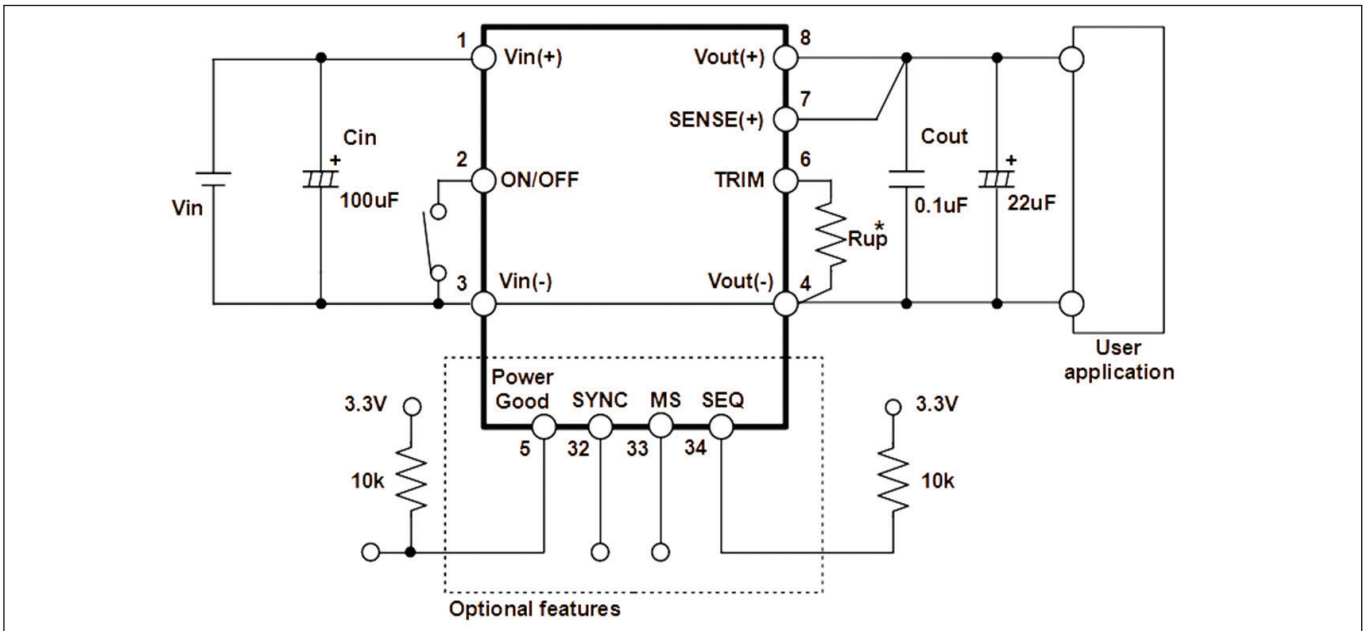 1
Vin(+)
Vout(+)
8
7
SENSE(+)
Cin
+
100uF
2
ON/OFF
TRIM
6
Cout
+
0.1uF
22uF
Vin
Rup*
3
Vin(-)
Vout(-)
4
User
application
Power
Good
SYNC
MS
SEQ
3.3V
3.3V
5
32
33
34
10k
10k
Optional features